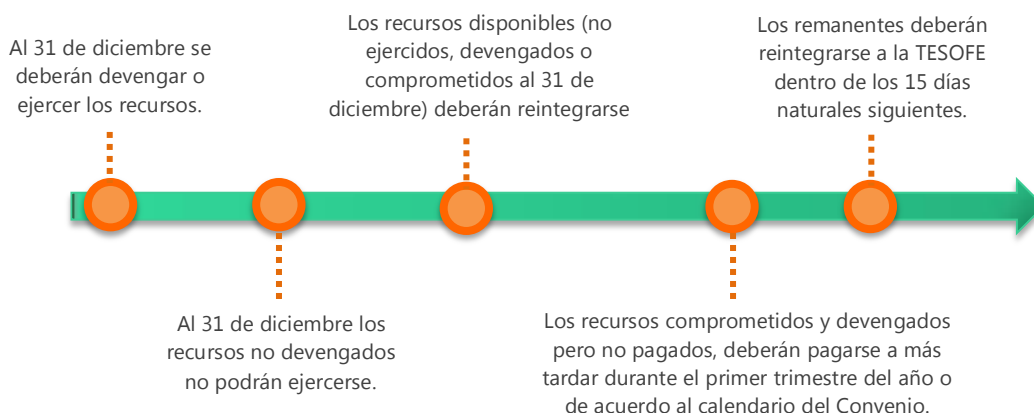 Al 31 de diciembre se
deberán devengar o
ejercer los recursos.
Al 31 de diciembre los
recursos no devengados
no podrán ejercerse.
Los recursos disponibles (no
ejercidos, devengados o
comprometidos al 31 de
diciembre) deberán reintegrarse
Los recursos comprometidos y devengados
pero no pagados, deberán pagarse a más
tardar durante el primer trimestre del año o
de acuerdo al calendario del Convenio.
Los remanentes deberán
reintegrarse a la TESOFE
dentro de los 15 días
naturales siguientes.